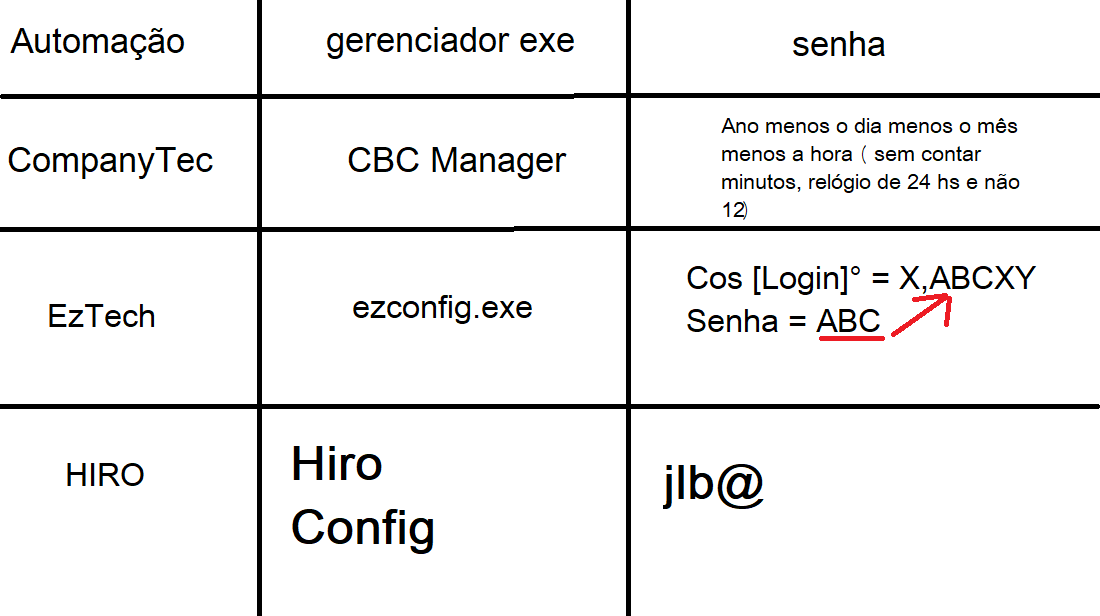 Automação
gerenciador exe
senha
CompanyTec
CBC Manager
Ano menos o dia menos o mês
menos a hora ( sem contar
minutos, relógio de 24 hs e não
12)
EzTech
ezconfig.exe
Cos [Login]° = X,ABCXY
Senha = ABC
HIRO
Hiro
Config
jlb@